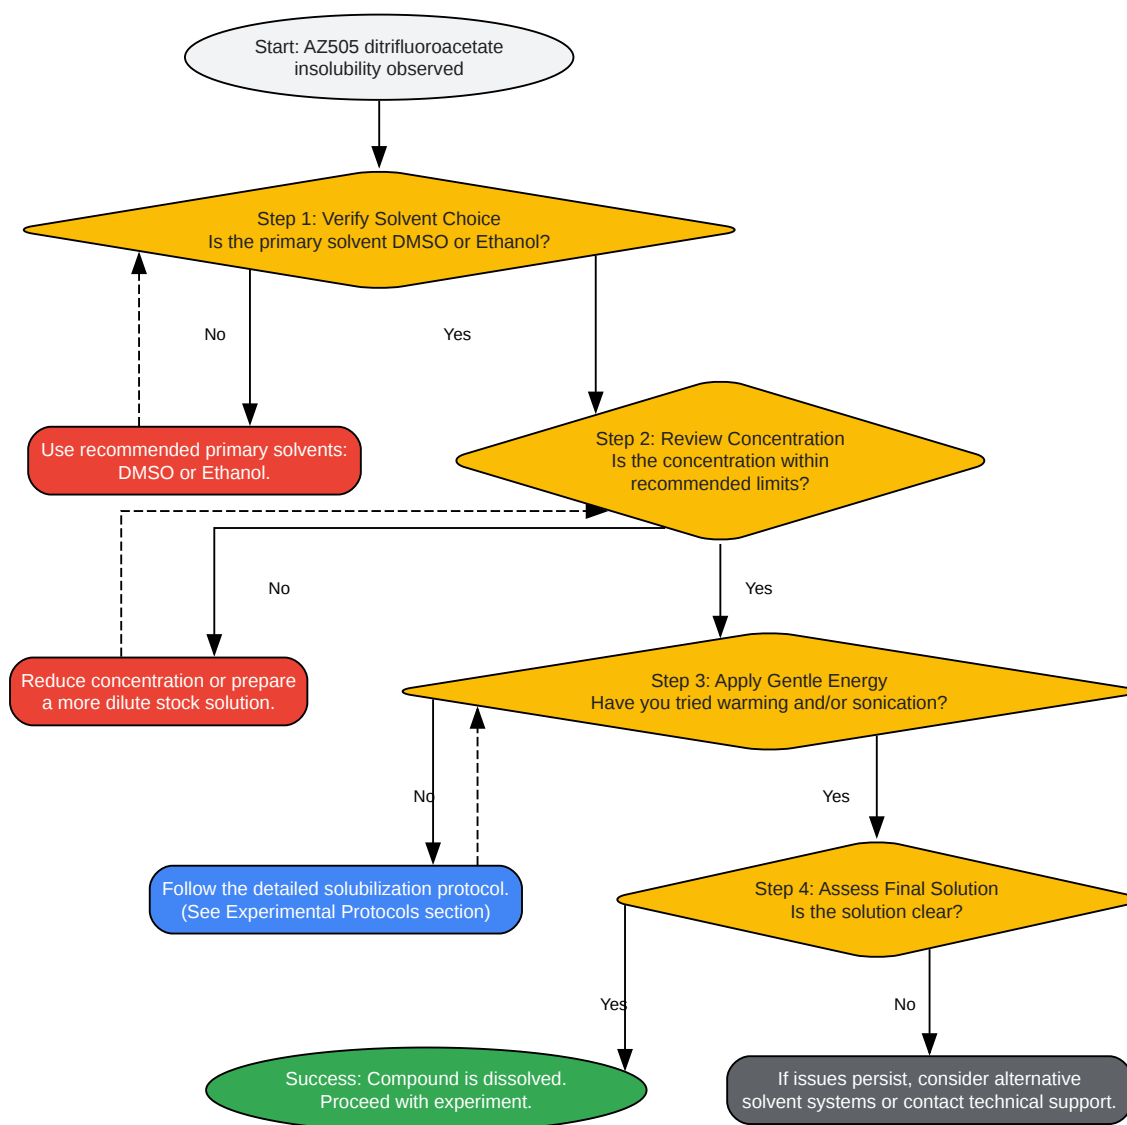 Start: AZ505 ditrifluoroacetate
insolubility observed
Step 1: Verify Solvent Choice
Is the primary solvent DMSO or Ethanol?
No
Yes
Use recommended primary solvents:
DMSO or Ethanol.
Step 2: Review Concentration
Is the concentration within
recommended limits?
No
Yes
Reduce concentration or prepare
a more dilute stock solution.
Step 3: Apply Gentle Energy
Have you tried warming and/or sonication?
No
Yes
Follow the detailed solubilization protocol.
(See Experimental Protocols section)
Step 4: Assess Final Solution
Is the solution clear?
Yes
No
Success: Compound is dissolved.
Proceed with experiment.
If issues persist, consider alternative
solvent systems or contact technical support.